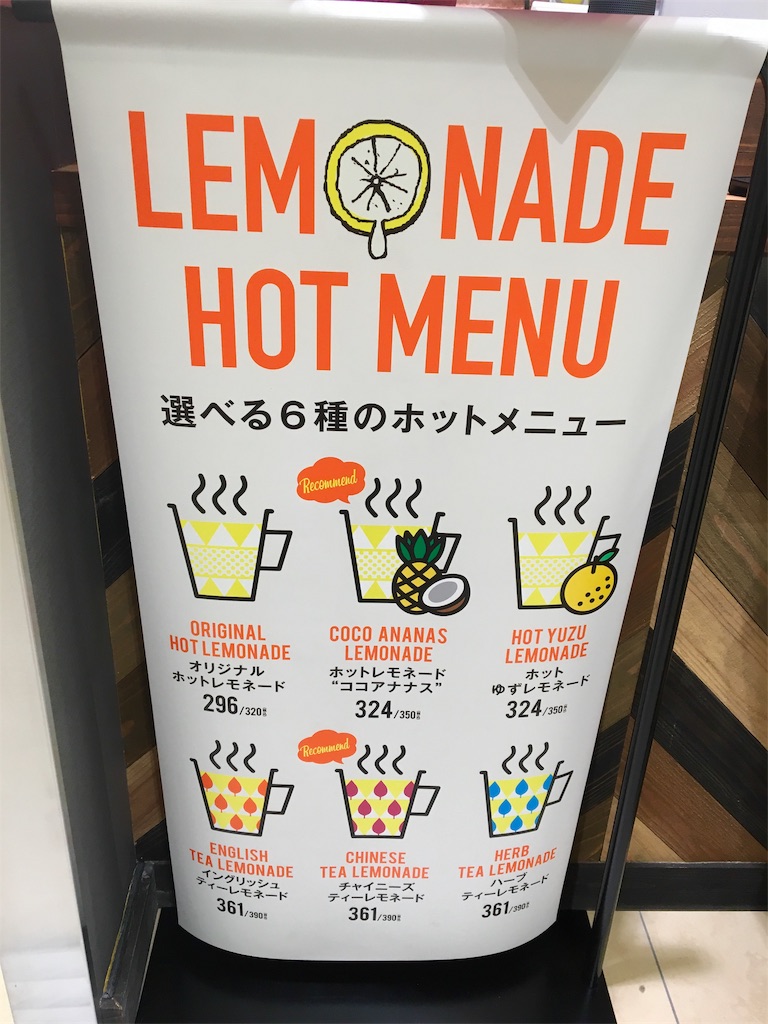 LEMONADE
HOT MENU
選べる6種のホットメニュー
Recommend
ORIGINAL
HOT LEMONADE
オリジナル
ホットレモネード
296/320
COCO ANANAS
LEMONADE
ホットレモネード
“ココアナナス”
324/350
HOT YUZU
LEMONADE
ホット
ゆずレモネード
324/350
Recommend
ENGLISH
TEA LEMONADE
イングリッシュ
ティーレモネード
361/390
CHINESE
TEA LEMONADE
チャイニーズ
ティーレモネード
361/390
HERB
TEA LEMONADE
ハーブ
ティーレモネード
361/390